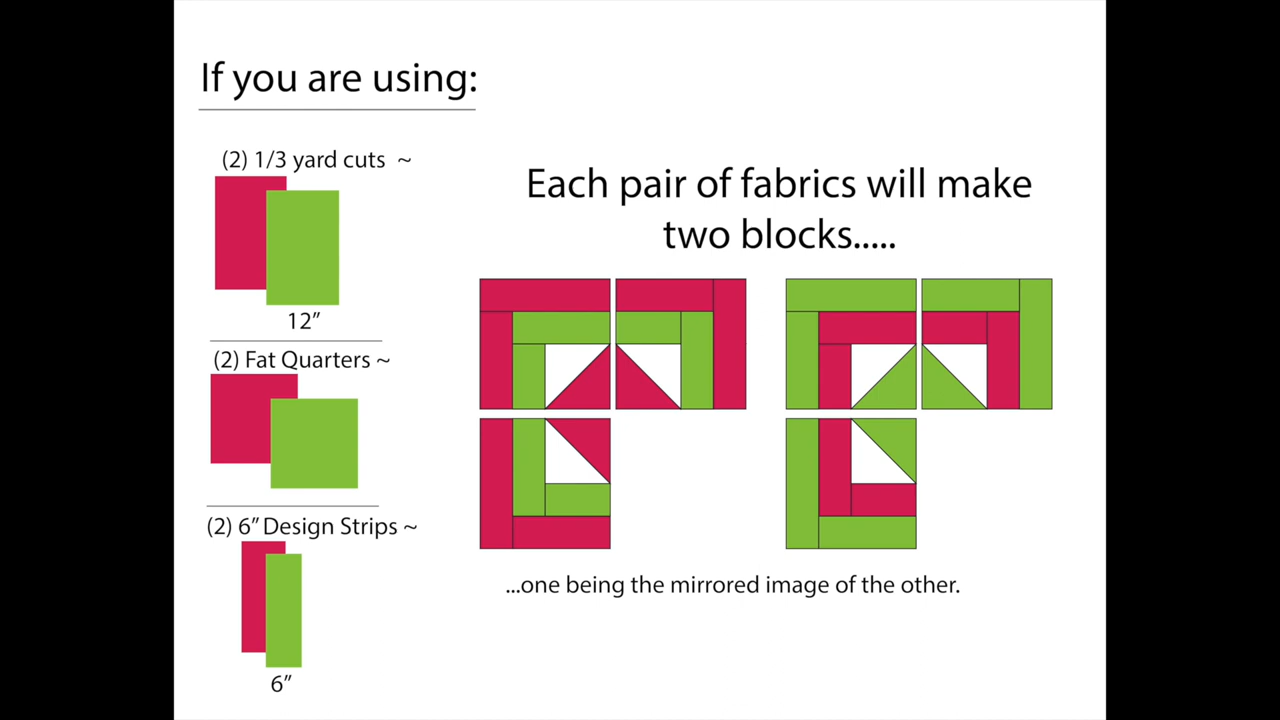 If you are using:
(2) 1/3 yard cuts ~
12”
(2) Fat Quarters ~
(2) 6” Design Strips ~
6”
Each pair of fabrics will make
two blocks.....
...one being the mirrored image of the other.